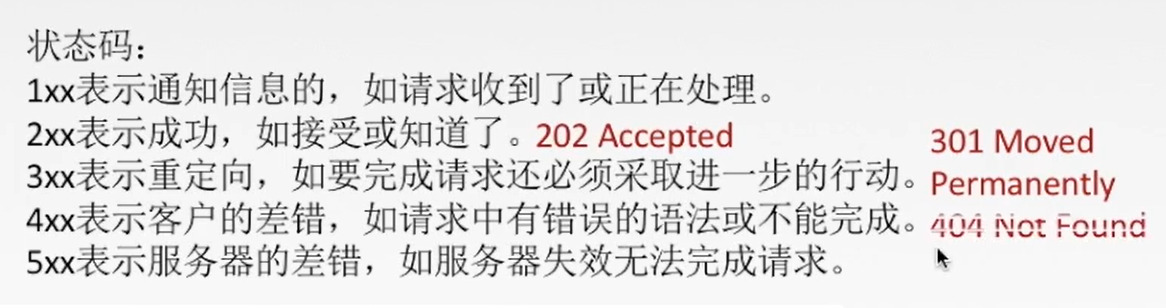 状态码：
1xx表示通知信息的，如请求收到了或正在处理。
2xx表示成功，如接受或知道了。202 Accepted
3xx表示重定向，如要完成请求还必须采取进一步的行动。301 Moved Permanently
4xx表示客户的差错，如请求中有错误的语法或不能完成。404 Not Found
5xx表示服务器的差错，如服务器失效无法完成请求。